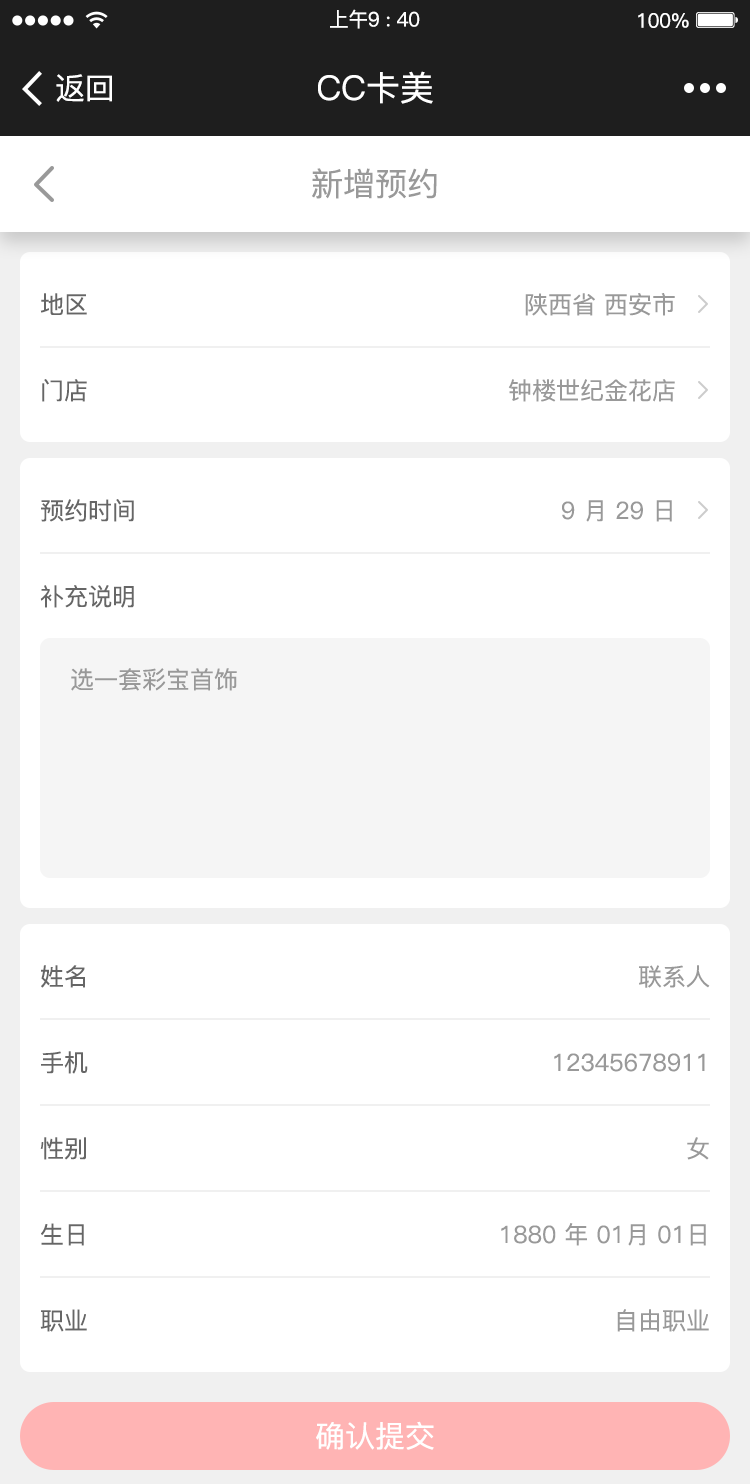 上午9 : 40
100%
返回
CC卡美
新增预约
地区
陕西省 西安市
门店
钟楼世纪金花店
预约时间
9 月 29 日
补充说明
选一套彩宝首饰
姓名
联系人
手机
12345678911
性别
女
生日
1880 年 01月 01日
职业
自由职业
确认提交